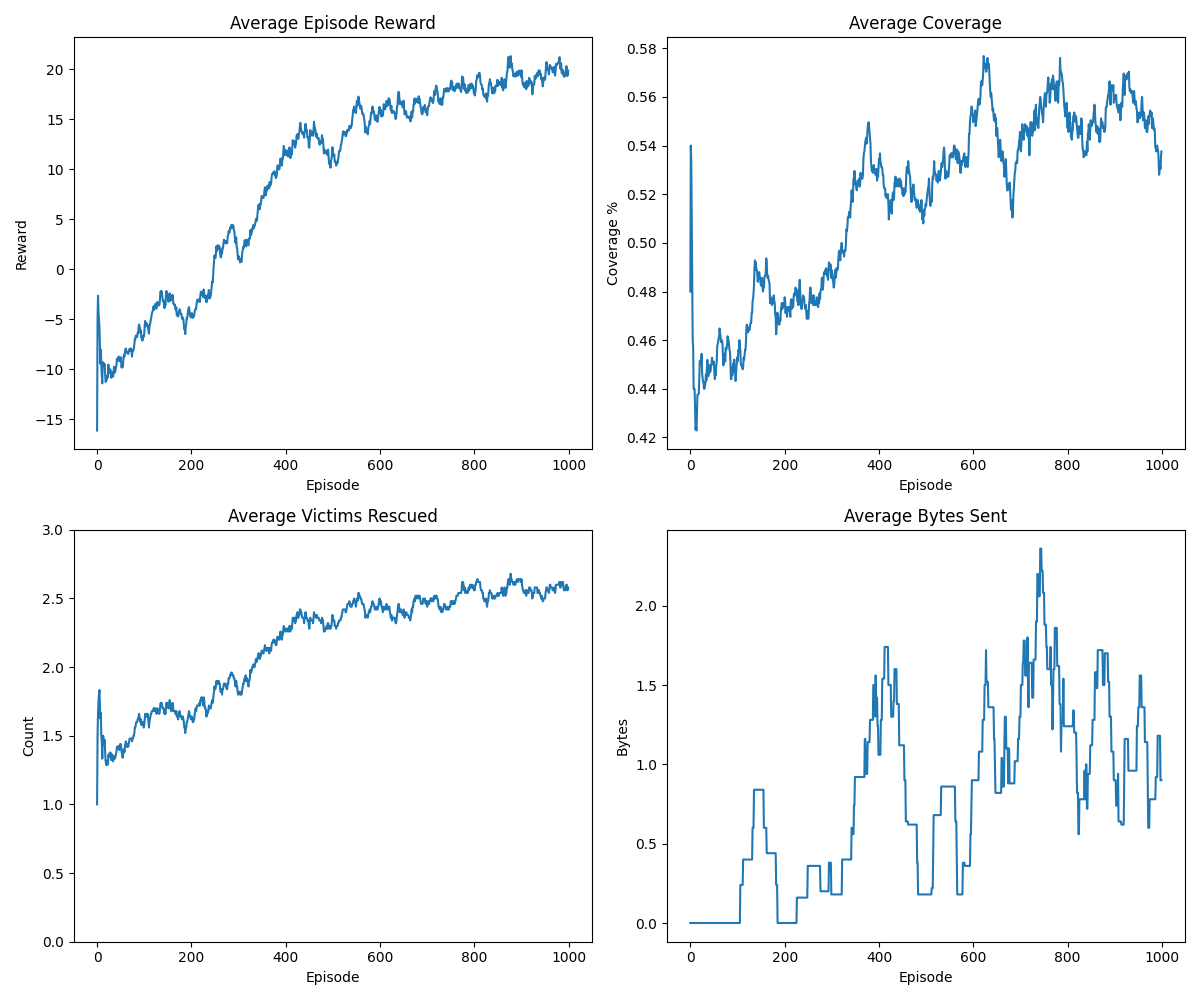 Average Episode Reward
20
15
10
5
0
−5
−10
−15
Reward
0 200 400 600 800 1000
Episode
Average Coverage
0.58
0.56
0.54
0.52
0.50
0.48
0.46
0.44
0.42
Coverage %
0 200 400 600 800 1000
Episode
Average Victims Rescued
3.0
2.5
2.0
1.5
1.0
0.5
0.0
Count
0 200 400 600 800 1000
Episode
Average Bytes Sent
2.0
1.5
1.0
0.5
0.0
Bytes
0 200 400 600 800 1000
Episode